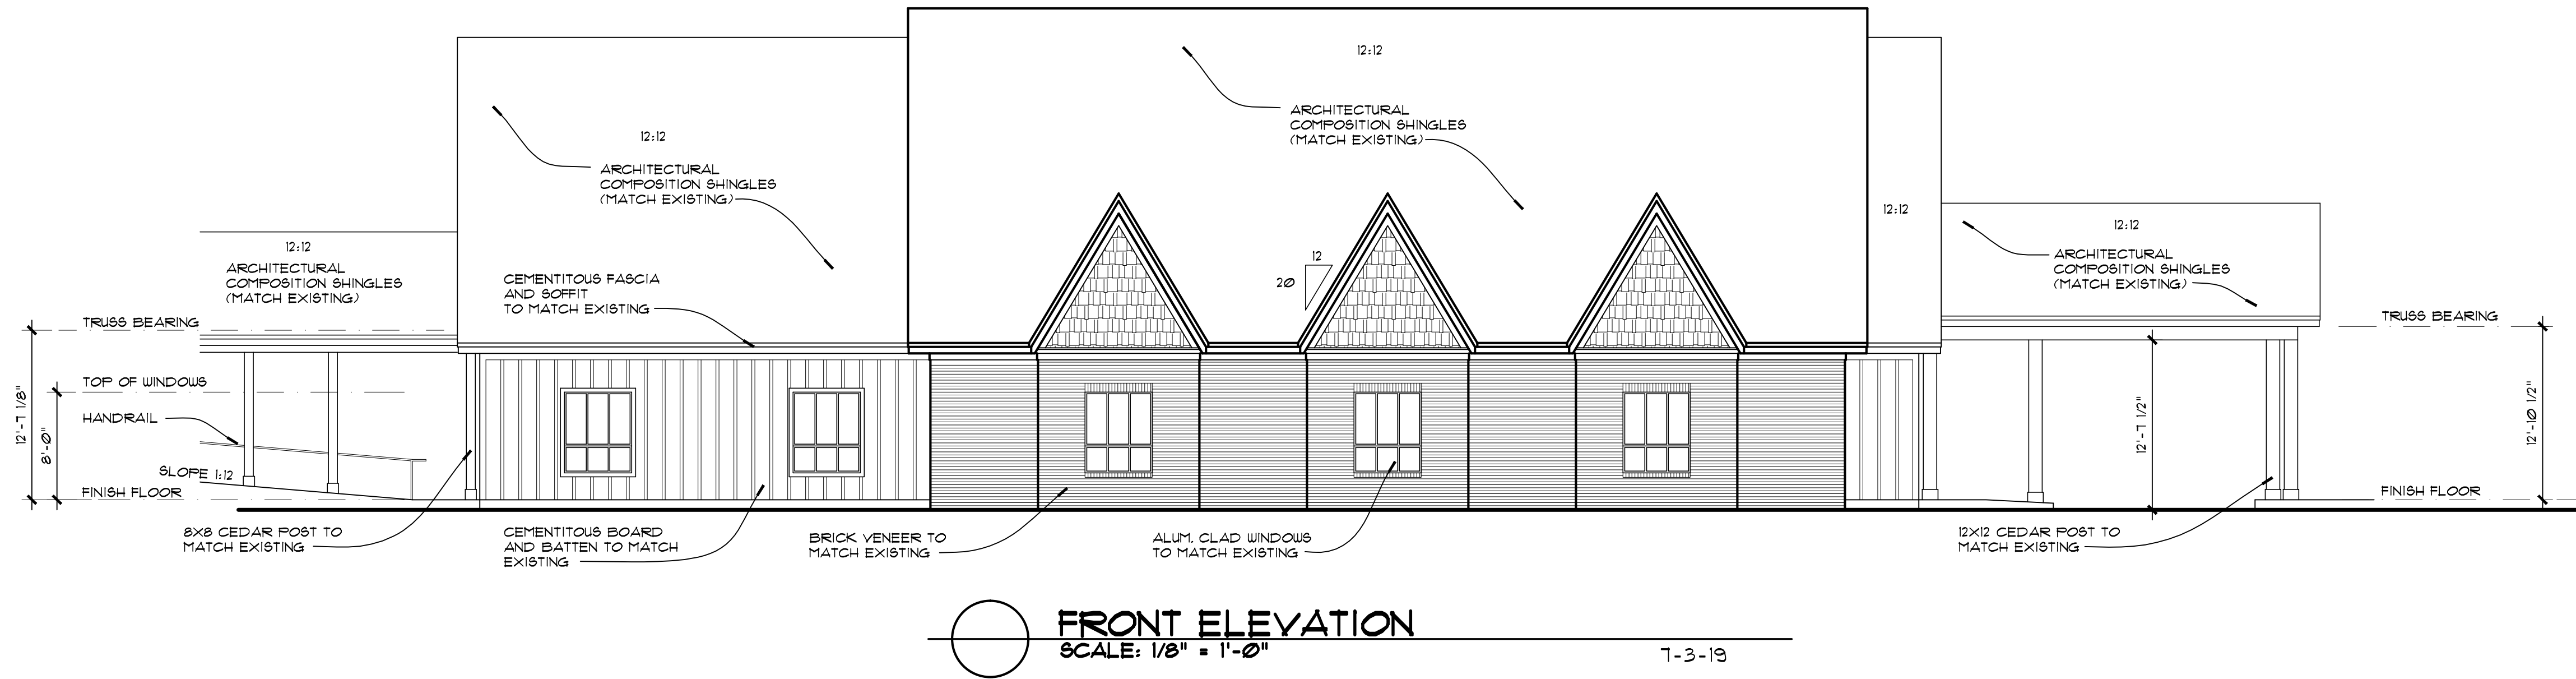 12:12
ARCHITECTURAL
COMPOSITION SHINGLES
(MATCH EXISTING)
12:12
ARCHITECTURAL
COMPOSITION SHINGLES
(MATCH EXISTING)
12:12
ARCHITECTURAL
COMPOSITION SHINGLES
(MATCH EXISTING)
CEMENTITOUS FASCIA
AND SOFFIT
TO MATCH EXISTING
12
20
12:12
12:12
ARCHITECTURAL
COMPOSITION SHINGLES
(MATCH EXISTING)
TRUSS BEARING
TOP OF WINDOWS
HANDRAIL
SLOPE 1:12
FINISH FLOOR
12'-7 1/8"
8'-0"
TRUSS BEARING
FINISH FLOOR
12'-7 1/2"
12'-10 1/2"
8X8 CEDAR POST TO
MATCH EXISTING
CEMENTITOUS BOARD
AND BATTEN TO MATCH
EXISTING
BRICK VENEER TO
MATCH EXISTING
ALUM. CLAD WINDOWS
TO MATCH EXISTING
12X12 CEDAR POST TO
MATCH EXISTING
FRONT ELEVATION
SCALE: 1/8" = 1'-0"
7-3-19